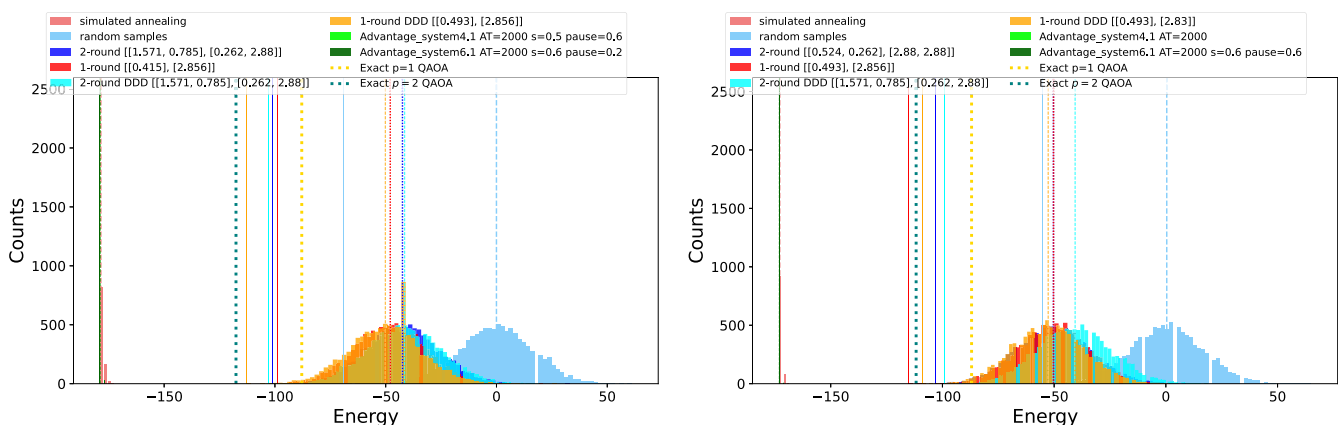 simulated annealing
random samples
2-round [[1.571, 0.785], [0.262, 2.88]]
1-round [[0.415], [2.856]]
2-round DDD [[1.571, 0.785], [0.262, 2.88]]
1-round DDD [[0.493], [2.856]]
Advantage_system4.1 AT=2000 s=0.5 pause=0.6
Advantage_system6.1 AT=2000 s=0.6 pause=0.2
Exact p=1 QAOA
Exact p = 2 QAOA
2500
2000
1500
1000
500
0
Counts
−150
−100
−50
0
50
Energy
simulated annealing
random samples
2-round [[0.524, 0.262], [2.88, 2.88]]
1-round [[0.493], [2.856]]
2-round DDD [[1.571, 0.785], [0.262, 2.88]]
1-round DDD [[0.493], [2.83]]
Advantage_system4.1 AT=2000
Advantage_system6.1 AT=2000 s=0.6 pause=0.6
Exact p=1 QAOA
Exact p = 2 QAOA
2500
2000
1500
1000
500
0
Counts
−150
−100
−50
0
50
Energy